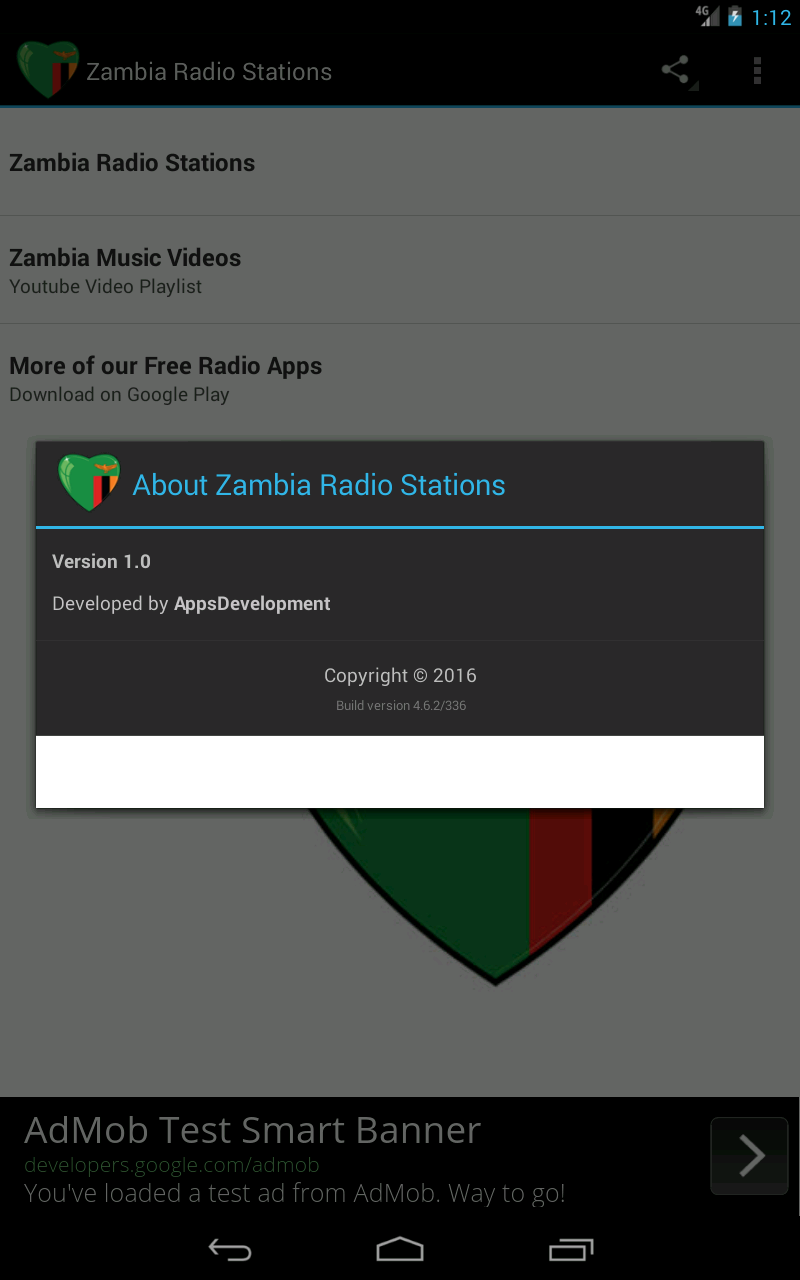 4G 1:12
Zambia Radio Stations
Zambia Radio Stations
Zambia Music Videos
Youtube Video Playlist
More of our Free Radio Apps
Download on Google Play
About Zambia Radio Stations
Version 1.0
Developed by AppsDevelopment
Copyright © 2016
Build version 4.6.2/336
AdMob Test Smart Banner
developers.google.com/admob
You've loaded a test ad from AdMob. Way to go!